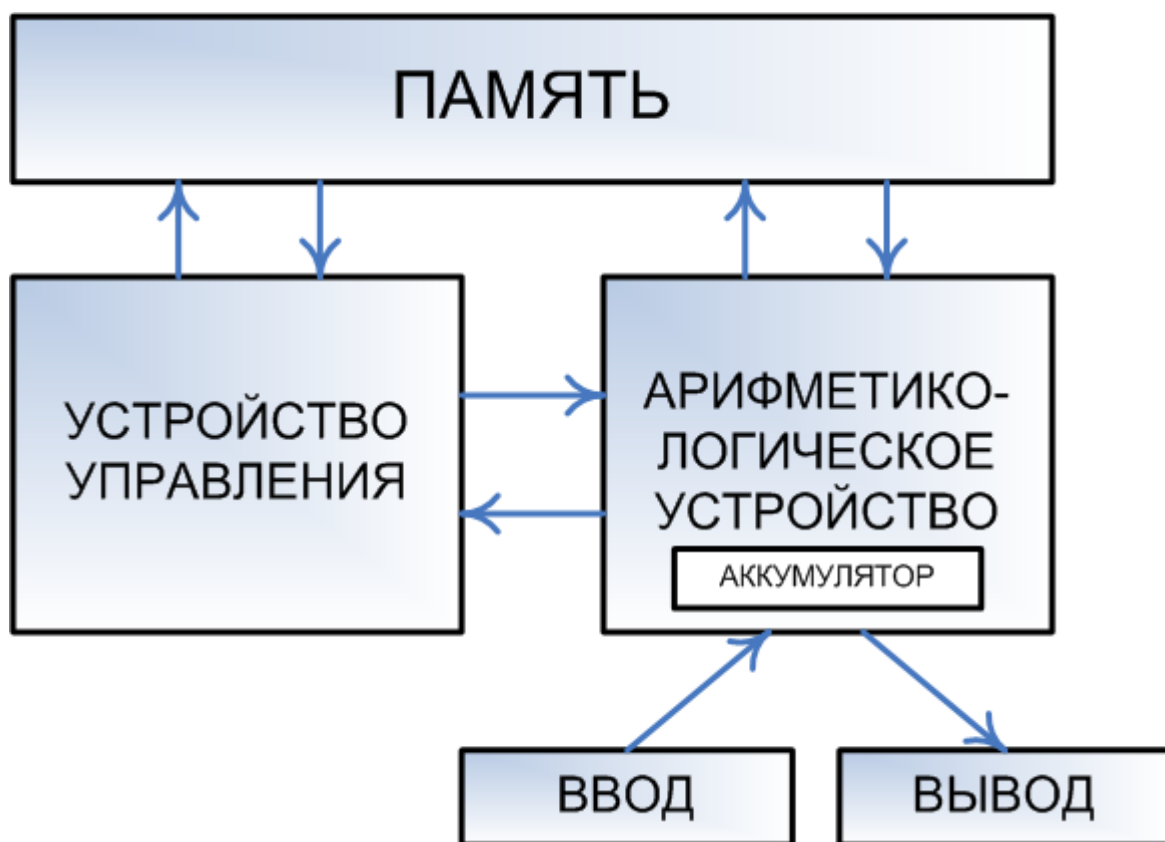 ПАМЯТЬ
УСТРОЙСТВО
УПРАВЛЕНИЯ
АРИФМЕТИКО-
ЛОГИЧЕСКОЕ
УСТРОЙСТВО
АККУМУЛЯТОР
ВВОД
ВЫВОД